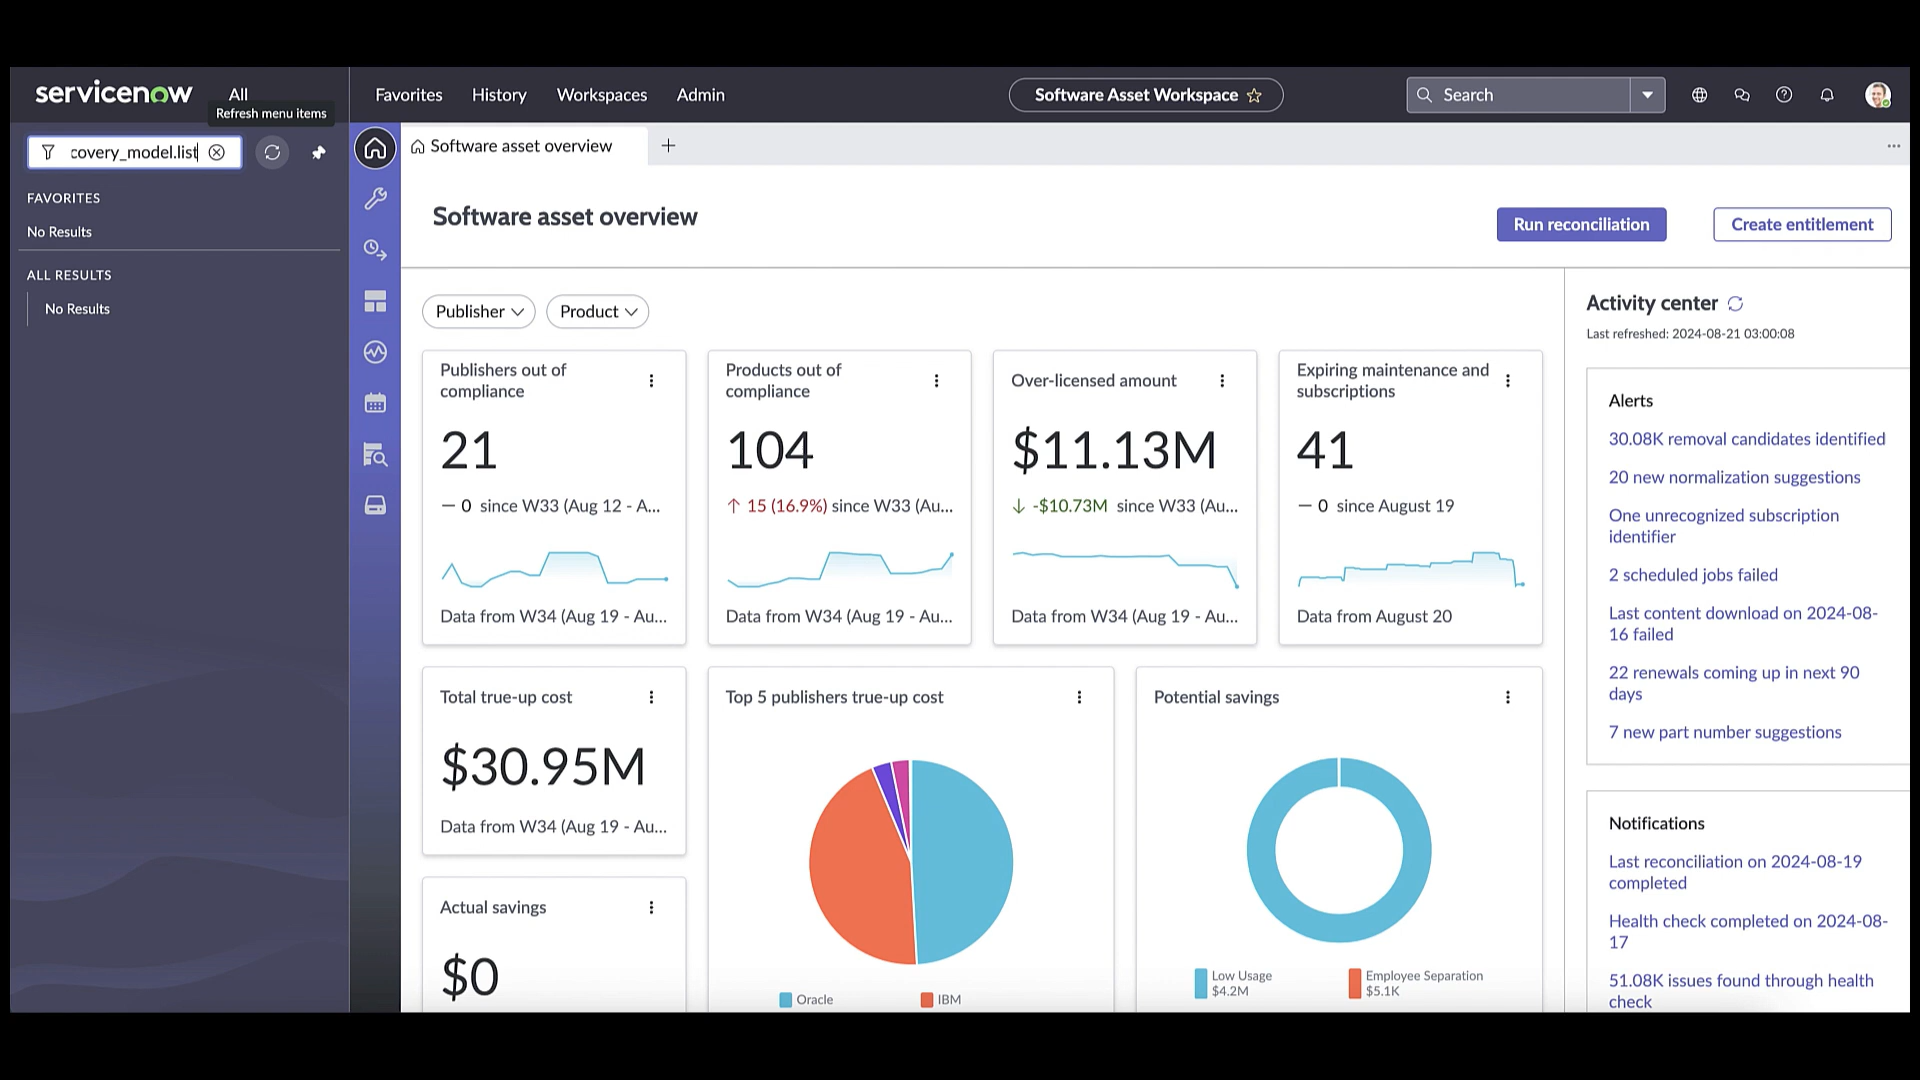 servicenow
All
Favorites
History
Workspaces
Admin
Software Asset Workspace
Search
Refresh menu items
covery_model.list
FAVORITES
No Results
ALL RESULTS
No Results
Software asset overview
Software asset overview
Run reconciliation
Create entitlement
Publisher
Product
Publishers out of
compliance
21
— 0 since W33 (Aug 12 - A...
Data from W34 (Aug 19 - Au...
Products out of
compliance
104
↑ 15 (16.9%) since W33 (Au...
Data from W34 (Aug 19 - Au...
Over-licensed amount
$11.13M
↓ -$10.73M since W33 (Au...
Data from W34 (Aug 19 - Au...
Expiring maintenance and
subscriptions
41
— 0 since August 19
Data from August 20
Total true-up cost
$30.95M
Data from W34 (Aug 19 - Au...
Actual savings
$0
Top 5 publishers true-up cost
Oracle
IBM
Potential savings
Low Usage
$4.2M
Employee Separation
$5.1K
Activity center
Last refreshed: 2024-08-21 03:00:08
Alerts
30.08K removal candidates identified
20 new normalization suggestions
One unrecognized subscription
identifier
2 scheduled jobs failed
Last content download on 2024-08-
16 failed
22 renewals coming up in next 90
days
7 new part number suggestions
Notifications
Last reconciliation on 2024-08-19
completed
Health check completed on 2024-08-
17
51.08K issues found through health
check